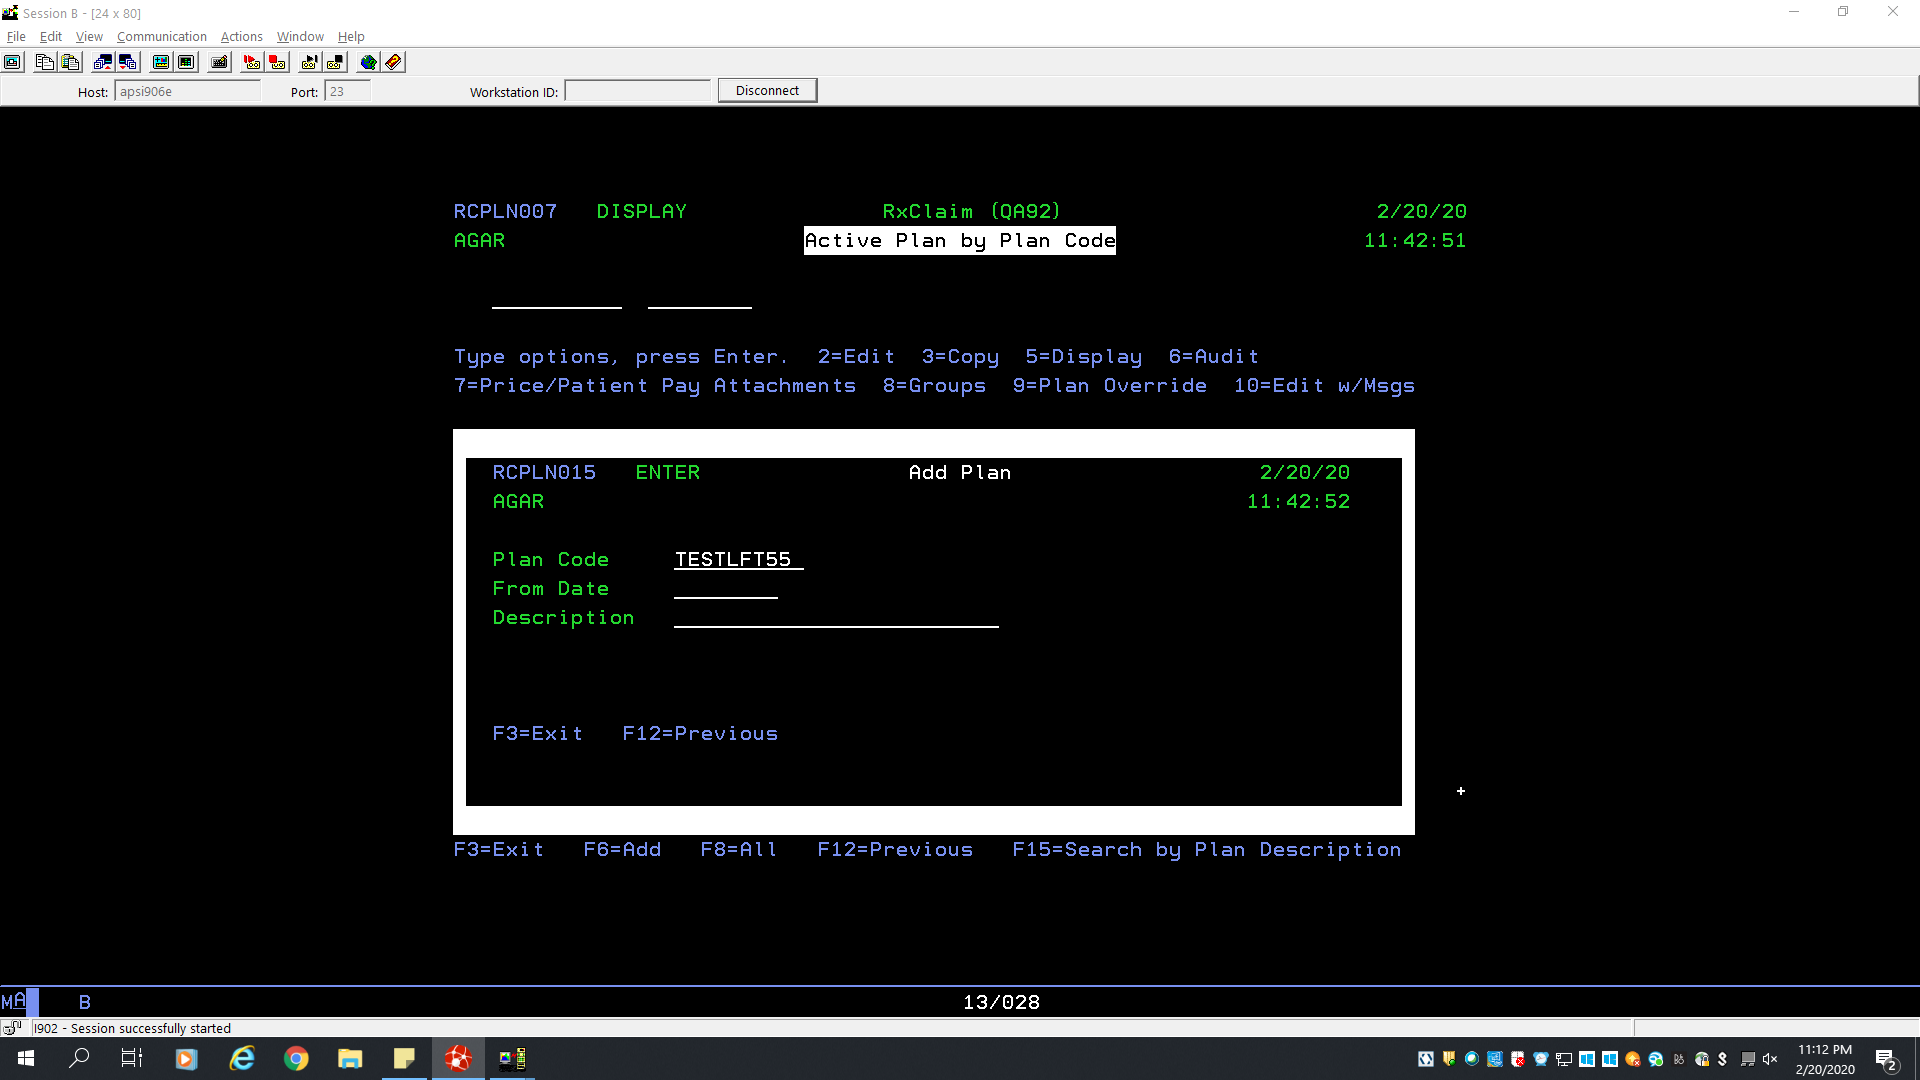 Session B - [24 x 80]
File Edit View Communication Actions Window Help
Host: apsi906e Port: 23 Workstation ID: Disconnect
RCPLN007 DISPLAY RxClaim (QA92) 2/20/20
AGAR Active Plan by Plan Code 11:42:51
Type options, press Enter. 2=Edit 3=Copy 5=Display 6=Audit
7=Price/Patient Pay Attachments 8=Groups 9=Plan Override 10=Edit w/Msgs
RCPLN015 ENTER Add Plan 2/20/20
AGAR 11:42:52
Plan Code TESTLFT55
From Date
Description
F3=Exit F12=Previous
F3=Exit F6=Add F8=All F12=Previous F15=Search by Plan Description
MA B 13/028
I902 - Session successfully started
11:12 PM
2/20/2020
2